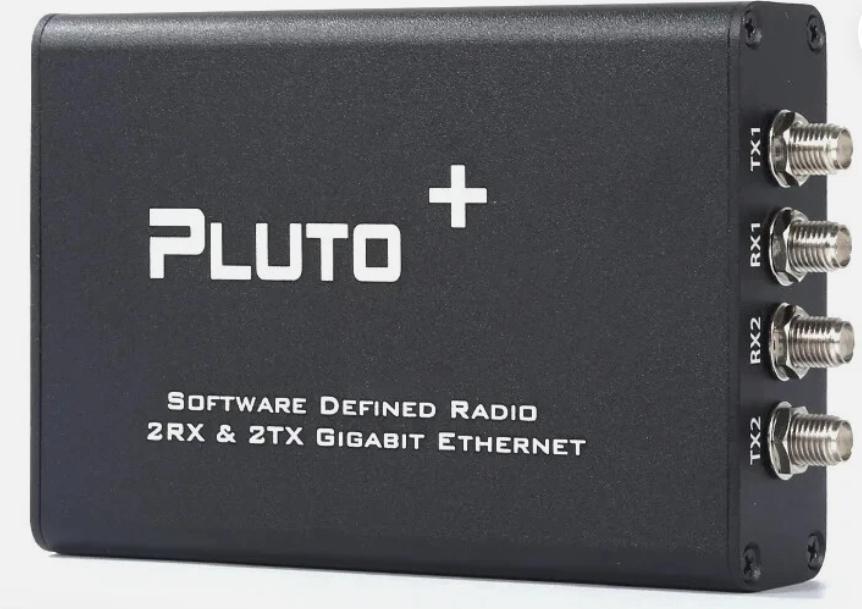 PLUTO +
SOFTWARE DEFINED RADIO
2RX & 2TX GIGABIT ETHERNET
TX1
RX1
RX2
TX2